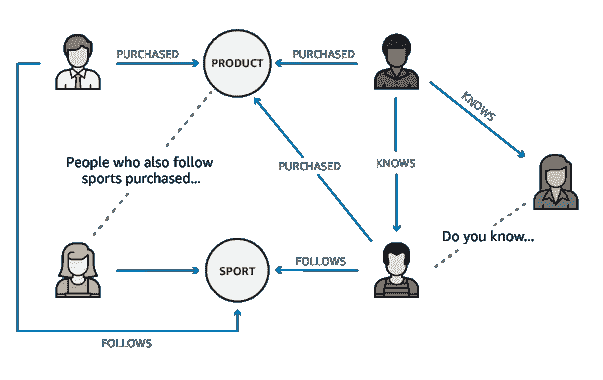 PURCHASED
PRODUCT
PURCHASED
KNOWS
People who also follow
sports purchased...
PURCHASED
KNOWS
Do you know...
SPORT
FOLLOWS
FOLLOWS